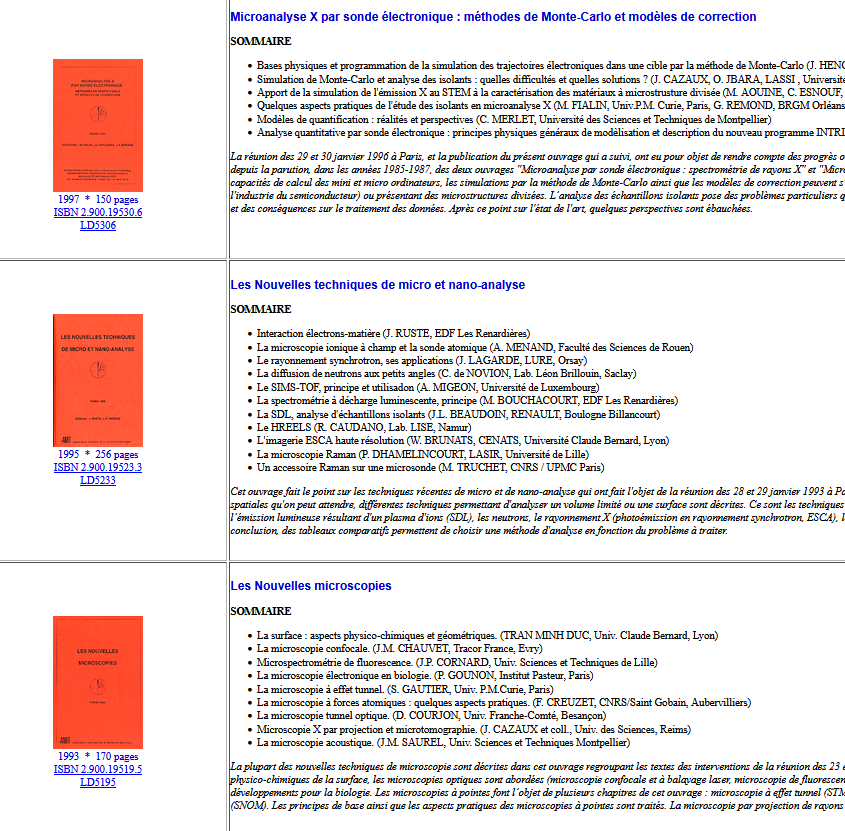 Microanalyse X par sonde électronique : méthodes de Monte-Carlo et modèles de correction
SOMMAIRE
Bases physiques et programmation de la simulation des trajectoires électroniques dans une cible par la méthode de Monte-Carlo (J. HENO
Simulation de Monte-Carlo et analyse des isolants : quelles difficultés et quelles solutions ? (J. CAZAUX, O. JBARA, LASSI , Universite
Apport de la simulation de l'émission X au STEM à la caractérisation des matériaux à microstructure divisée (M. AOUINE, C. ESNOUF,
Quelques aspects pratiques de l'étude des isolants en microanalyse X (M. FIALIN, Univ.P.M. Curie, Paris, G. REMOND, BRGM Orléans
Modèles de quantification : réalités et perspectives (C. MERLET, Université des Sciences et Techniques de Montpellier)
Analyse quantitative par sonde électronique : principes physiques généraux de modélisation et description du nouveau programme INTRI
La réunion des 29 et 30 janvier 1996 à Paris, et la publication du présent ouvrage qui a suivi, ont eu pour objet de rendre compte des progrès o
depuis la parution, dans les années 1985-1987, des deux ouvrages "Microanalyse par sonde électronique : spectrométrie de rayons X" et "Micro
capacités de calcul des mini et micro ordinateurs, les simulations par la méthode de Monte-Carlo ainsi que les modèles de correction peuvent s'
l'industrie du semiconducteur) ou présentant des microstructures divisées. L'analyse des échantillons isolants pose des problèmes particuliers q
et des conséquences sur le traitement des données. Après ce point sur l'état de l'art, quelques perspectives sont ébauchées.
MICROANALYSE X
PAR SONDE ÉLECTRONIQUE
1997 * 150 pages
ISBN 2.900.19530.6
LD5306
Les Nouvelles techniques de micro et nano-analyse
SOMMAIRE
Interaction électrons-matière (J. RUSTE, EDF Les Renardières)
La microscopie ionique à champ et la sonde atomique (A. MENAND, Faculté des Sciences de Rouen)
Le rayonnement synchrotron, ses applications (J. LAGARDE, LURE, Orsay)
La diffusion de neutrons aux petits angles (C. de NOVION, Lab. Léon Brillouin, Saclay)
Le SIMS-TOF, principe et utilisadon (A. MIGEON, Université de Luxembourg)
La spectrométrie à décharge luminescente, principe (M. BOUCHACOURT, EDF Les Renardières)
La SDL, analyse d'échantillons isolants (J.L. BEAUDOIN, RENAULT, Boulogne Billancourt)
Le HREELS (R. CAUDANO, Lab. LISE, Namur)
L'imagerie ESCA haute résolution (W. BRUNATS, CENATS, Université Claude Bernard, Lyon)
La microscopie Raman (P. DHAMELINCOURT, LASIR, Université de Lille)
Un accessoire Raman sur une microsonde (M. TRUCHET, CNRS / UPMC Paris)
Cet ouvrage fait le point sur les techniques récentes de micro et de nano-analyse qui ont fait l'objet de la réunion des 28 et 29 janvier 1993 à Pa
spatiales qu'on peut attendre, différentes techniques permettant d'analyser un volume limité ou une surface sont décrites. Ce sont les techniques
l'émission lumineuse résultant d'un plasma d'ions (SDL), les neutrons, le rayonnement X (photoémission en rayonnement synchrotron, ESCA), l
conclusion, des tableaux comparatifs permettent de choisir une méthode d'analyse en fonction du problème à traiter.
LES NOUVELLES TECHNIQUES
DE MICRO ET NANO-ANALYSE
1995 * 256 pages
ISBN 2.900.19523.3
LD5233
Les Nouvelles microscopies
SOMMAIRE
La surface : aspects physico-chimiques et géométriques. (TRAN MINH DUC, Univ. Claude Bernard, Lyon)
La microscopie confocale. (J.M. CHAUVET, Tracor France, Evry)
Microspectrométrie de fluorescence. (J.P. CORNARD, Univ. Sciences et Techniques de Lille)
La microscopie électronique en biologie. (P. GOUNON, Institut Pasteur, Paris)
La microscopie à effet tunnel. (S. GAUTIER, Univ. P.M.Curie, Paris)
La microscopie à forces atomiques : quelques aspects pratiques. (F. CREUZET, CNRS/Saint Gobain, Aubervilliers)
La microscopie tunnel optique. (D. COURJON, Univ. Franche-Comté, Besançon)
Microscopie X par projection et microtomographie. (J. CAZAUX et coll., Univ. des Sciences, Reims)
La microscopie acoustique. (J.M. SAUREL, Univ. Sciences et Techniques Montpellier)
La plupart des nouvelles techniques de microscopie sont décrites dans cet ouvrage regroupant les textes des interventions de la réunion des 23 e
physico-chimiques de la surface, les microscopies optiques sont abordées (microscopie confocale et à balayage laser, microscopie de fluorescen
développements pour la biologie. Les microscopies à pointes font l'objet de plusieurs chapitres de cet ouvrage : microscopie à effet tunnel (STM
(SNOM). Les principes de base ainsi que les aspects pratiques des microscopies à pointes sont traités. La microscopie par projection de rayons
LES NOUVELLES
MICROSCOPIES
1993 * 170 pages
ISBN 2.900.19519.5
LD5195